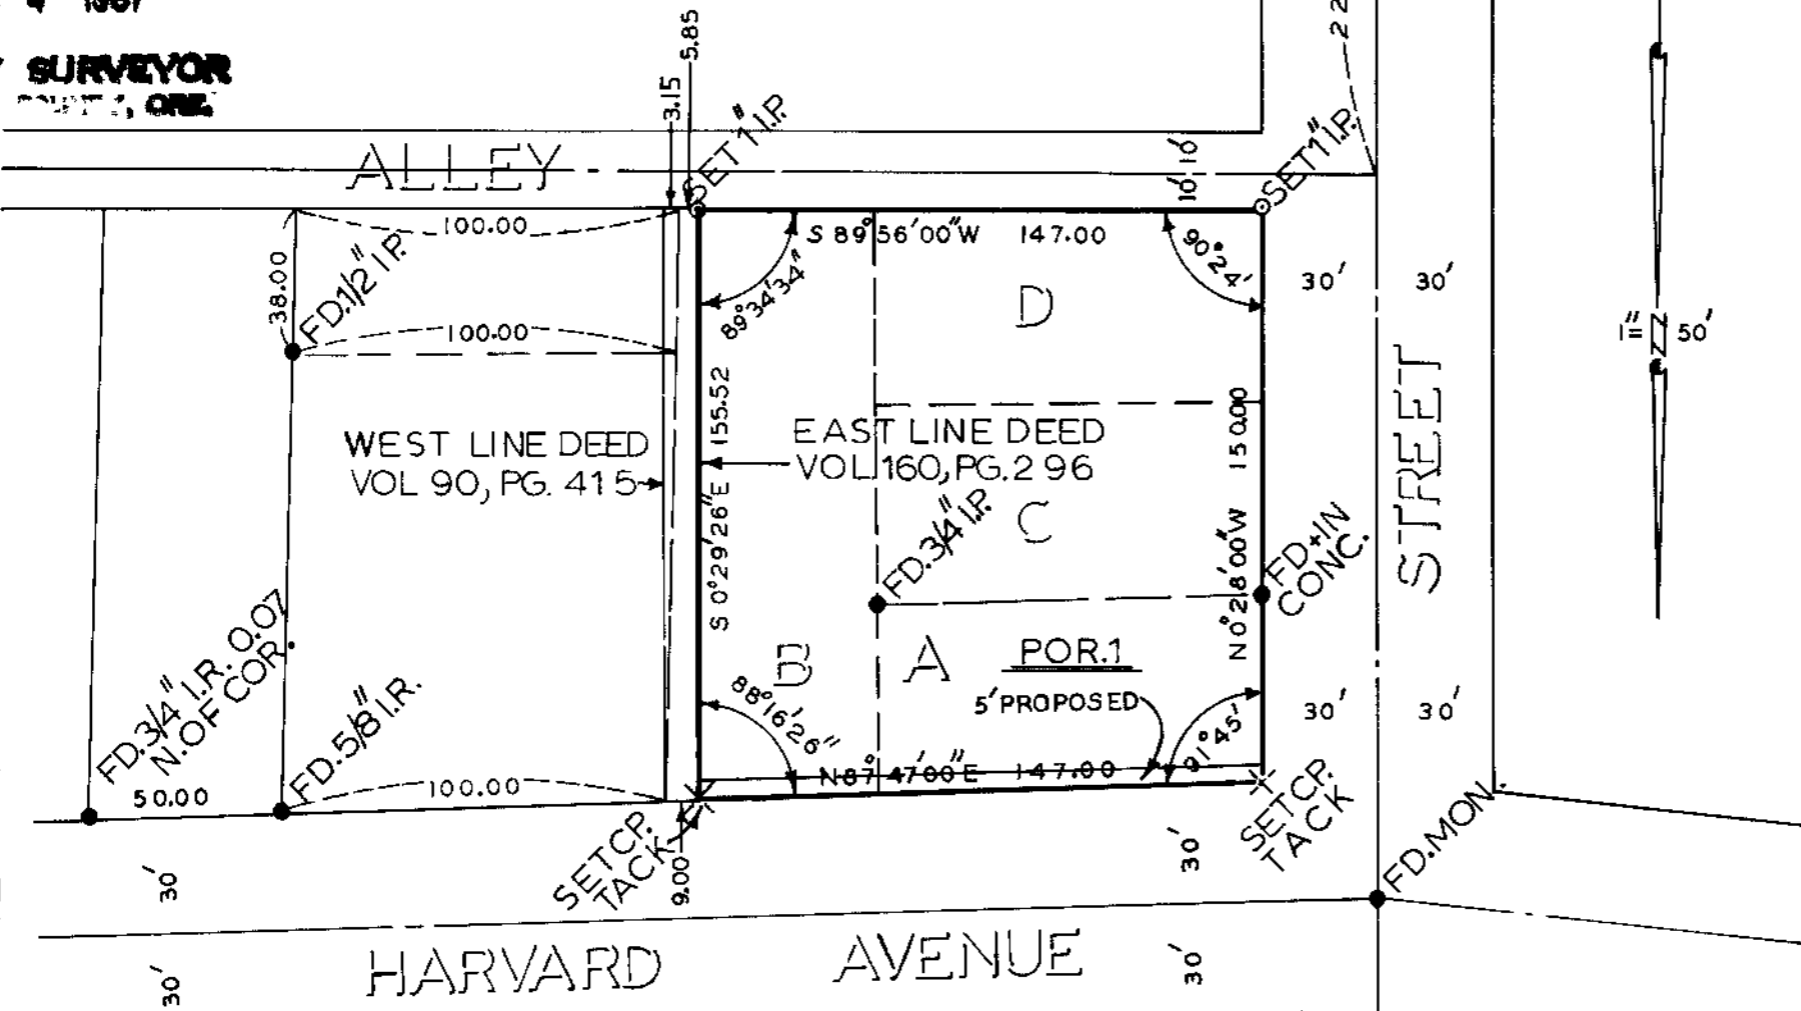 SURVEYOR
ORE.
3.15
5.85
22
ALLEY
SET 1" I.P.
SET 1" I.P.
10' 10'
100.00
38.00
FD.1/2" I.P.
100.00
S 89°56'00"W 147.00
89°34'34"
90°24'
D
30' 30'
1"= N 50'
WEST LINE DEED
VOL 90, PG. 415
EAST LINE DEED
VOL 160, PG. 296
S 0°29'26"E 155.52
N 0°28'00"W 150.00
STREET
C
FD.3/4" I.P.
FD + IN
CONC.
FD.3/4" I.R. 0.07
N. OF COR.
FD.5/8" I.R.
B
A
POR.1
5' PROPOSED
88°16'26"
91°45'
30' 30'
N 87°47'00"E 147.00
50.00
100.00
SET CP.
TACK
9.00
SET CP.
TACK
FD. MON.
30'
30'
HARVARD AVENUE
30'
30'